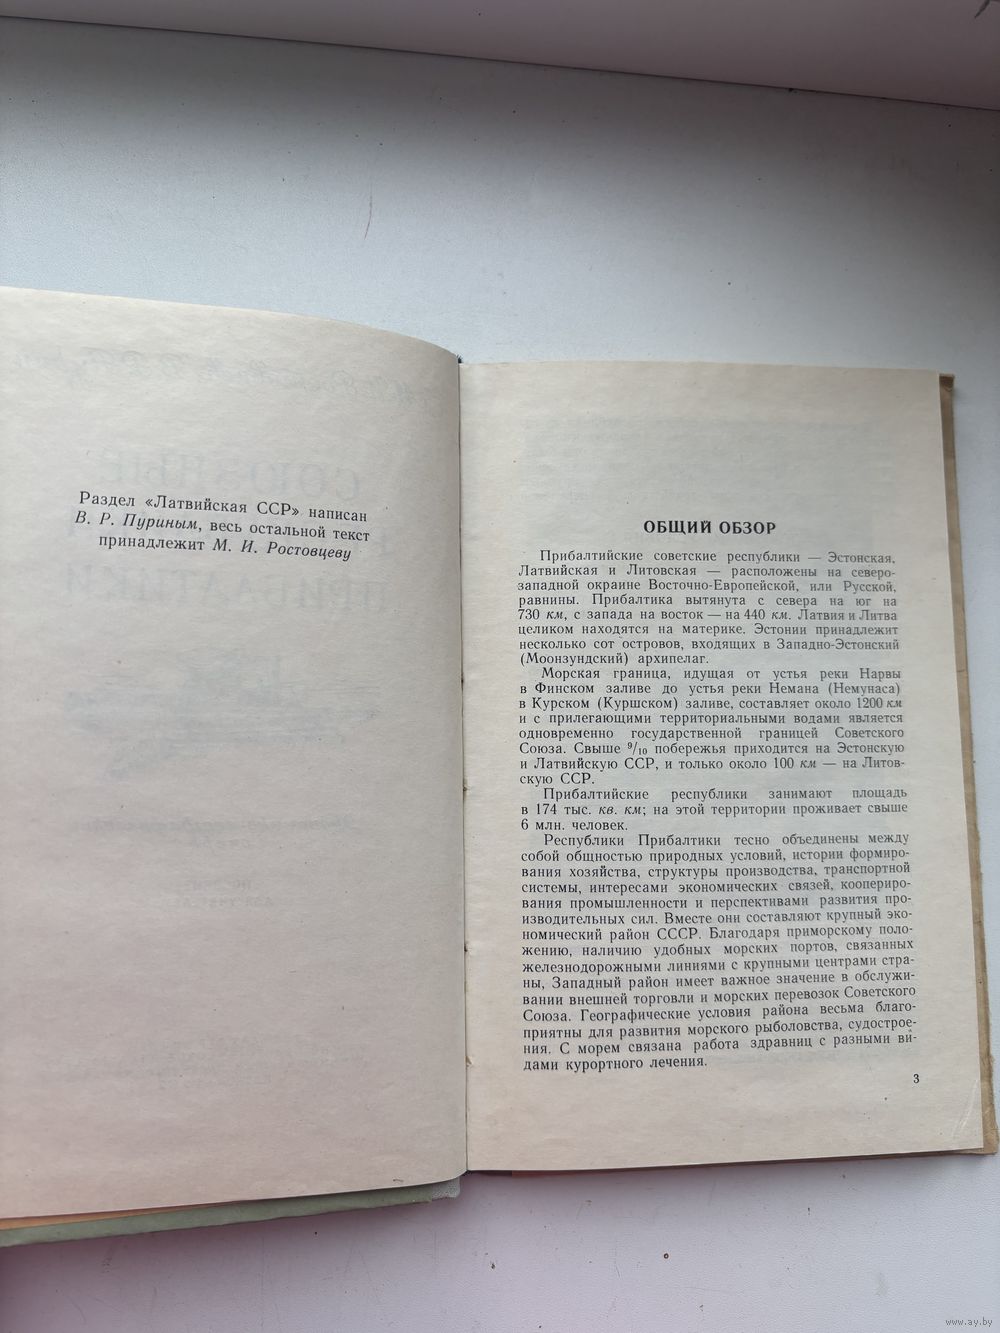 Раздел «Латвийская ССР» написан
В. Р. Пуриным, весь остальной текст
принадлежит М. И. Ростовцеву
ОБЩИЙ ОБЗОР
Прибалтийские советские республики — Эстонская,
Латвийская и Литовская — расположены на северо-
западной окраине Восточно-Европейской, или Русской,
равнины. Прибалтика вытянута с севера на юг на
730 км, с запада на восток — на 440 км. Латвия и Литва
целиком находятся на материке. Эстонии принадлежит
несколько сот островов, входящих в Западно-Эстонский
(Моонзундский) архипелаг.
Морская граница, идущая от устья реки Нарвы
в Финском заливе до устья реки Немана (Немунаса)
в Курском (Куршском) заливе, составляет около 1200 км
и с прилегающими территориальными водами является
одновременно государственной границей Советского
Союза. Свыше 9/10 побережья приходится на Эстонскую
и Латвийскую ССР, и только около 100 км — на Литов-
скую ССР.
Прибалтийские республики занимают площадь
в 174 тыс. кв. км; на этой территории проживает свыше
6 млн. человек.
Республики Прибалтики тесно объединены между
собой общностью природных условий, истории формиро-
вания хозяйства, структуры производства, транспортной
системы, интересами экономических связей, коопериро-
вания промышленности и перспективами развития про-
изводительных сил. Вместе они составляют крупный эко-
номический район СССР. Благодаря приморскому поло-
жению, наличию удобных морских портов, связанных
железнодорожными линиями с крупными центрами стра-
ны, Западный район имеет важное значение в обслужи-
вании внешней торговли и морских перевозок Советского
Союза. Географические условия района весьма благо-
приятны для развития морского рыболовства, судострое-
ния. С морем связана работа здравниц с разными ви-
дами курортного лечения.
3
www.ay.by